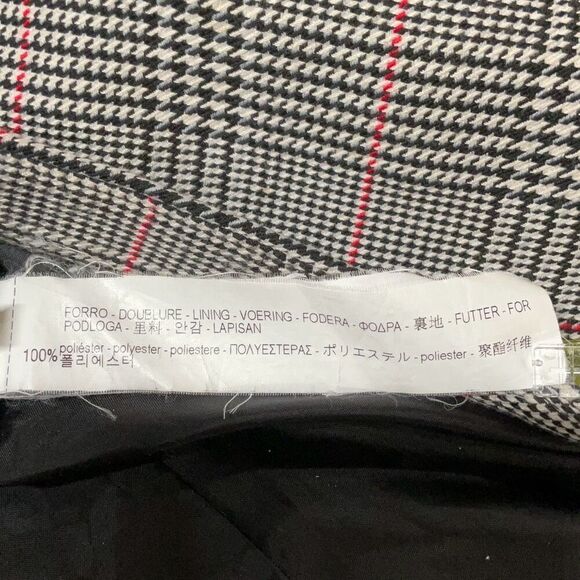 FORRO - DOUBLURE - LINING - VOERING - FODERA - ΦΟΔΡΑ - 裏地 - FUTTER - FOR
PODLOGA - 里料 - 안감 - LAPISAN
100% poliéster - polyester - poliestere - ΠΟΛΥΕΣΤΕΡΑΣ - ポリエステル - poliester - 聚酯纤维
폴리에스터